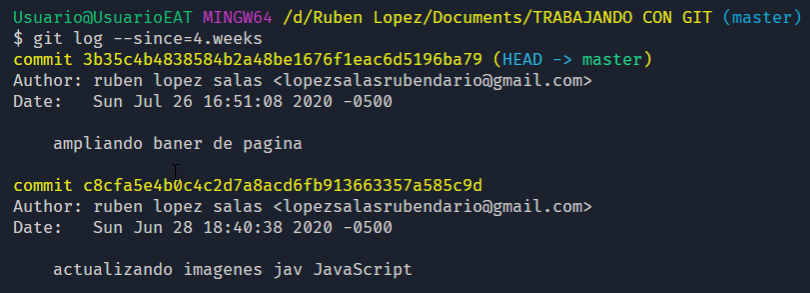 Usuario@UsuarioEAT MINGW64 /d/Ruben Lopez/Documents/TRABAJANDO CON GIT (master)
$ git log --since=4.weeks
commit 3b35c4b4838584b2a48be1676f1eac6d5196ba79 (HEAD -> master)
Author: ruben lopez salas <lopezsalasrubendario@gmail.com>
Date:   Sun Jul 26 16:51:08 2020 -0500
ampliando baner de pagina
commit c8cfa5e4b0c4c2d7a8acd6fb913663357a585c9d
Author: ruben lopez salas <lopezsalasrubendario@gmail.com>
Date:   Sun Jun 28 18:40:38 2020 -0500
actualizando imagenes jav JavaScript